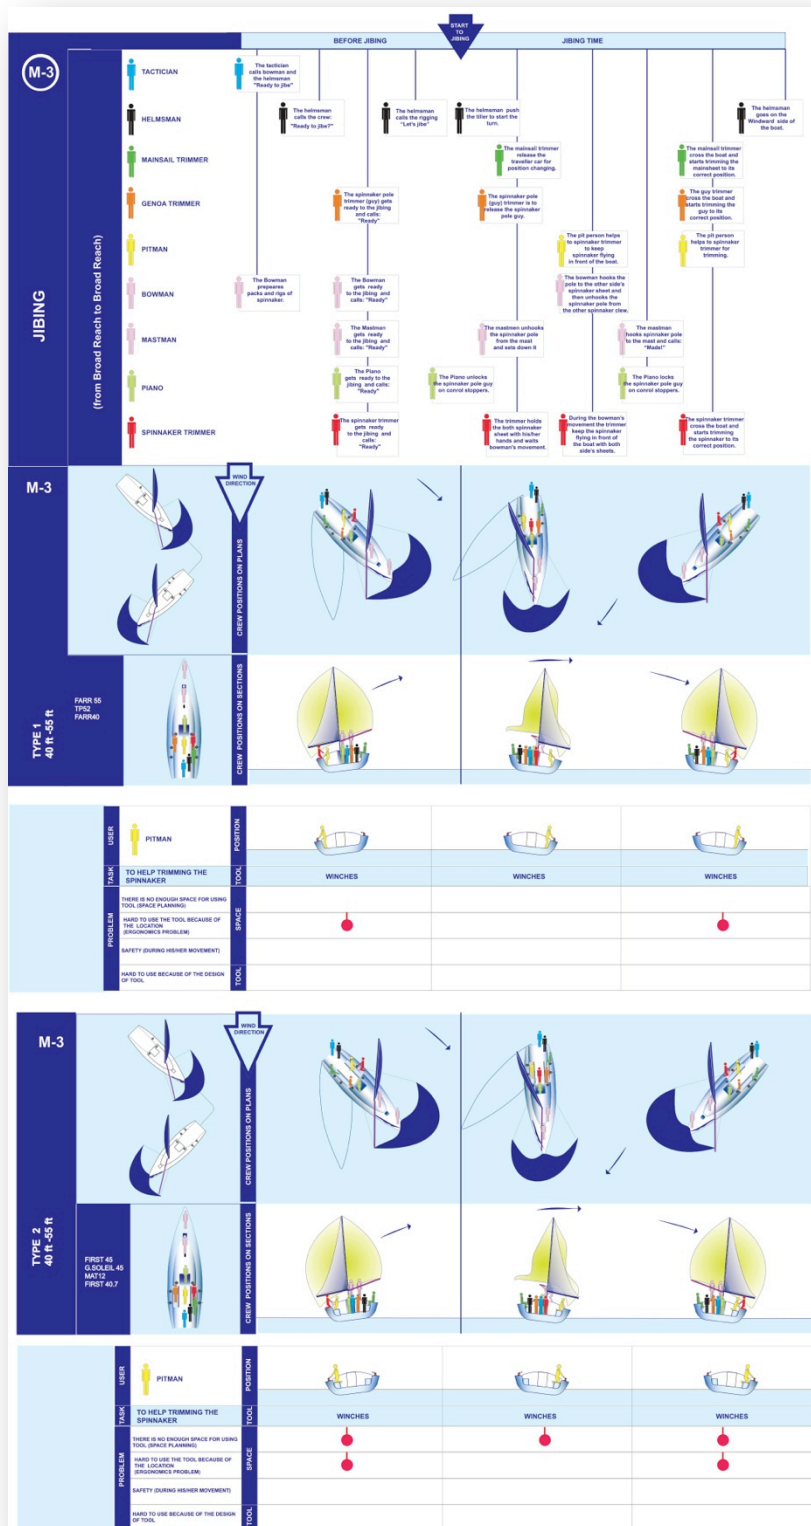 START
TO
JIBING
BEFORE JIBING
JIBING TIME
M-3
JIBING
(from Broad Reach to Broad Reach)
TACTICIAN
The tactician
calls bowman and
the helmsman
"Ready to jibe"
HELMSMAN
The helmsman
calls the crew:
"Ready to jibe?"
The helmsman
calls the rigging
"Let's jibe"
The helmsman push
the tiller to start the
turn.
The helmsman
goes on the
Windward side of
the boat.
MAINSAIL TRIMMER
The mainsail trimmer
release the
traveller car for
position changing.
The mainsail trimmer
cross the boat and
starts trimming the
mainsheet to its
correct position.
GENOA TRIMMER
The spinnaker pole
trimmer (guy) gets
ready to the jibing
and calls:
"Ready"
The spinnaker pole
(guy) trimmer is to
release the spinnaker
pole guy.
The guy trimmer
cross the boat and
starts trimming the
guy to its
correct position.
PITMAN
The pit person helps
to spinnaker trimmer
to keep
spinnaker flying
in front of the boat.
The pit person
helps to spinnaker
trimmer for
trimming.
BOWMAN
The Bowman
prepeares
packs and rigs of
spinnaker.
The Bowman
gets ready
to the jibing and
calls: "Ready"
The bowman hooks the
pole to the other side's
spinnaker sheet and
then unhooks the
spinnaker pole from
the other spinnaker clew.
MASTMAN
The Mastman
gets ready
to the jibing and
calls: "Ready"
The mastmen unhooks
the spinnaker pole
from the mast
and sets down it
The mastman
hooks spinnaker pole
to the mast and calls:
"Made!"
PIANO
The Piano
gets ready to the
jibing and calls:
"Ready"
The Piano unlocks
the spinnaker pole guy
on conrol stoppers.
The Piano locks
the spinnaker pole guy
on conrol stoppers.
SPINNAKER TRIMMER
The spinnaker trimmer
gets ready
to the jibing and
calls:
"Ready"
The trimmer holds
the both spinnaker
sheet with his/her
hands and waits
bowman's movement.
During the bowman's
movement the trimmer
keep the spinnaker
flying in front of
the boat with both
side's sheets.
The spinnaker trimmer
cross the boat and
starts trimming
the spinnaker to its
correct position.
M-3
WIND
DIRECTION
CREW POSITIONS ON PLANS
TYPE 1
40 ft -55 ft
FARR 55
TP52
FARR40
CREW POSITIONS ON SECTIONS
USER
PITMAN
POSITION
TASK
TO HELP TRIMMING THE
SPINNAKER
TOOL
WINCHES
WINCHES
WINCHES
PROBLEM
THERE IS NO ENOUGH SPACE FOR USING
TOOL (SPACE PLANNING)
HARD TO USE THE TOOL BECAUSE OF
THE LOCATION
(ERGONOMICS PROBLEM)
SPACE
SAFETY (DURING HIS/HER MOVEMENT)
HARD TO USE BECAUSE OF THE DESIGN
OF TOOL
TOOL
M-3
WIND
DIRECTION
CREW POSITIONS ON PLANS
TYPE 2
40 ft -55 ft
FIRST 45
G.SOLEIL 45
MAT12
FIRST 40.7
CREW POSITIONS ON SECTIONS
USER
PITMAN
POSITION
TASK
TO HELP TRIMMING THE
SPINNAKER
TOOL
WINCHES
WINCHES
WINCHES
PROBLEM
THERE IS NO ENOUGH SPACE FOR USING
TOOL (SPACE PLANNING)
HARD TO USE THE TOOL BECAUSE OF
THE LOCATION
(ERGONOMICS PROBLEM)
SPACE
SAFETY (DURING HIS/HER MOVEMENT)
HARD TO USE BECAUSE OF THE DESIGN
OF TOOL
TOOL